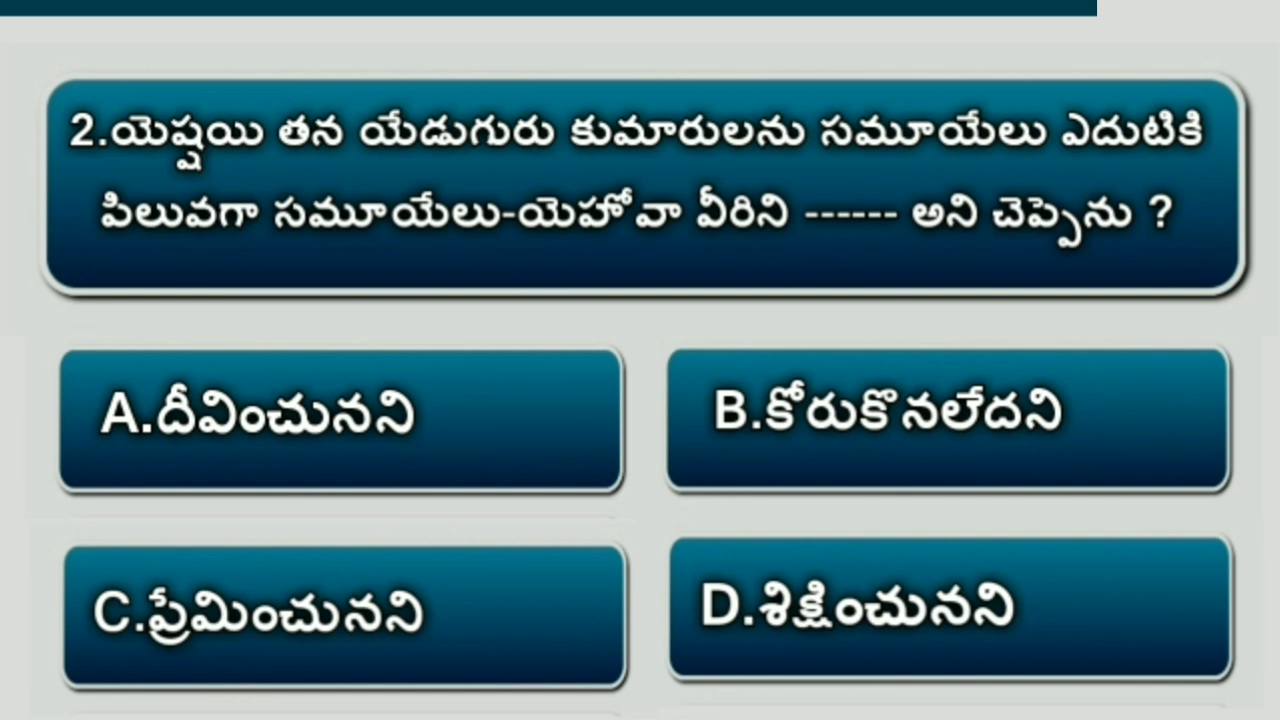 2.యెష్షయి తన యేడుగురు కుమారులను సమూయేలు ఎదుటికి
పిలువగా సమూయేలు-యెహోవా వీరిని ------ అని చెప్పెను ?
A.దీవించునని
B.కోరుకొనలేదని
C.ప్రేమించునని
D.శిక్షించునని